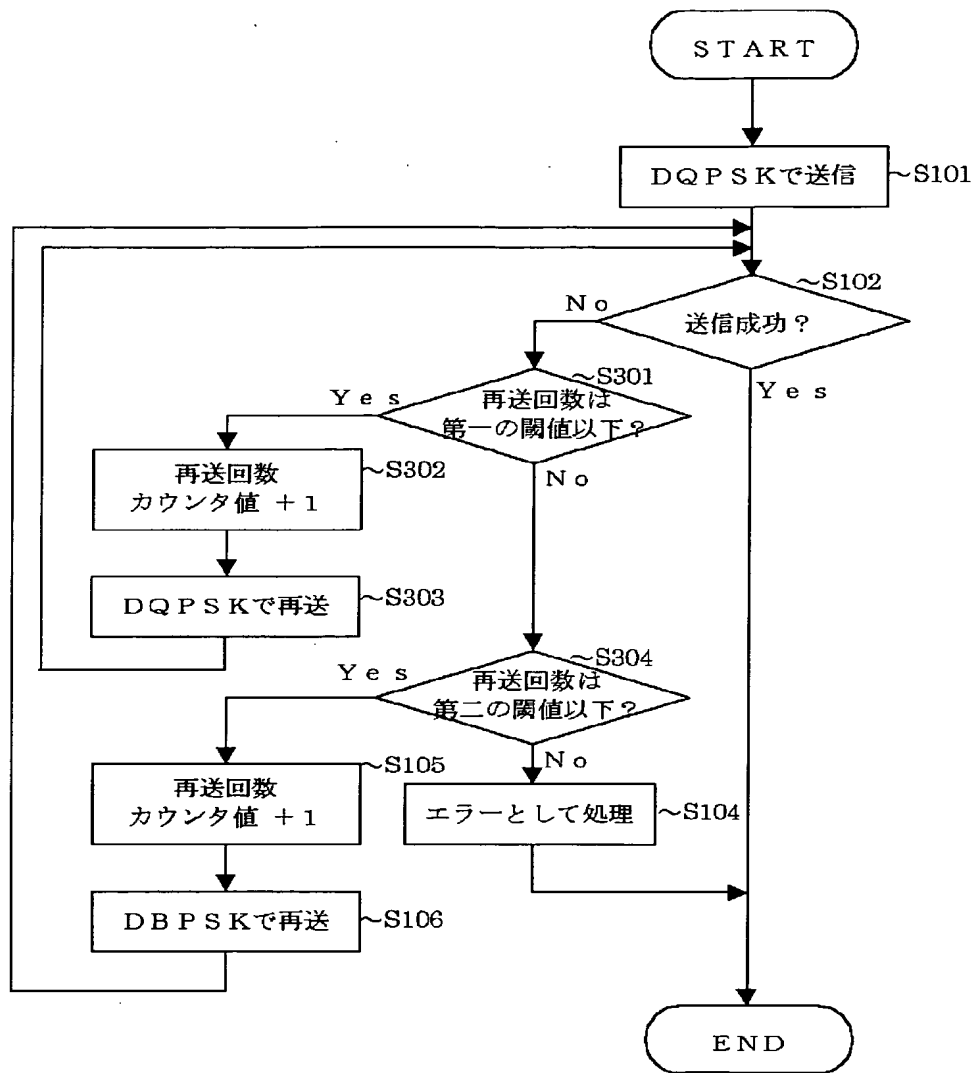 START
DQPSKで送信
～S101
～S102
No
送信成功？
Yes
～S301
Yes
再送回数は
第一の閾値以下？
No
再送回数
カウンタ値 +1
～S302
DQPSKで再送
～S303
～S304
Yes
再送回数は
第二の閾値以下？
No
～S105
再送回数
カウンタ値 +1
エラーとして処理
～S104
DBPSKで再送
～S106
END